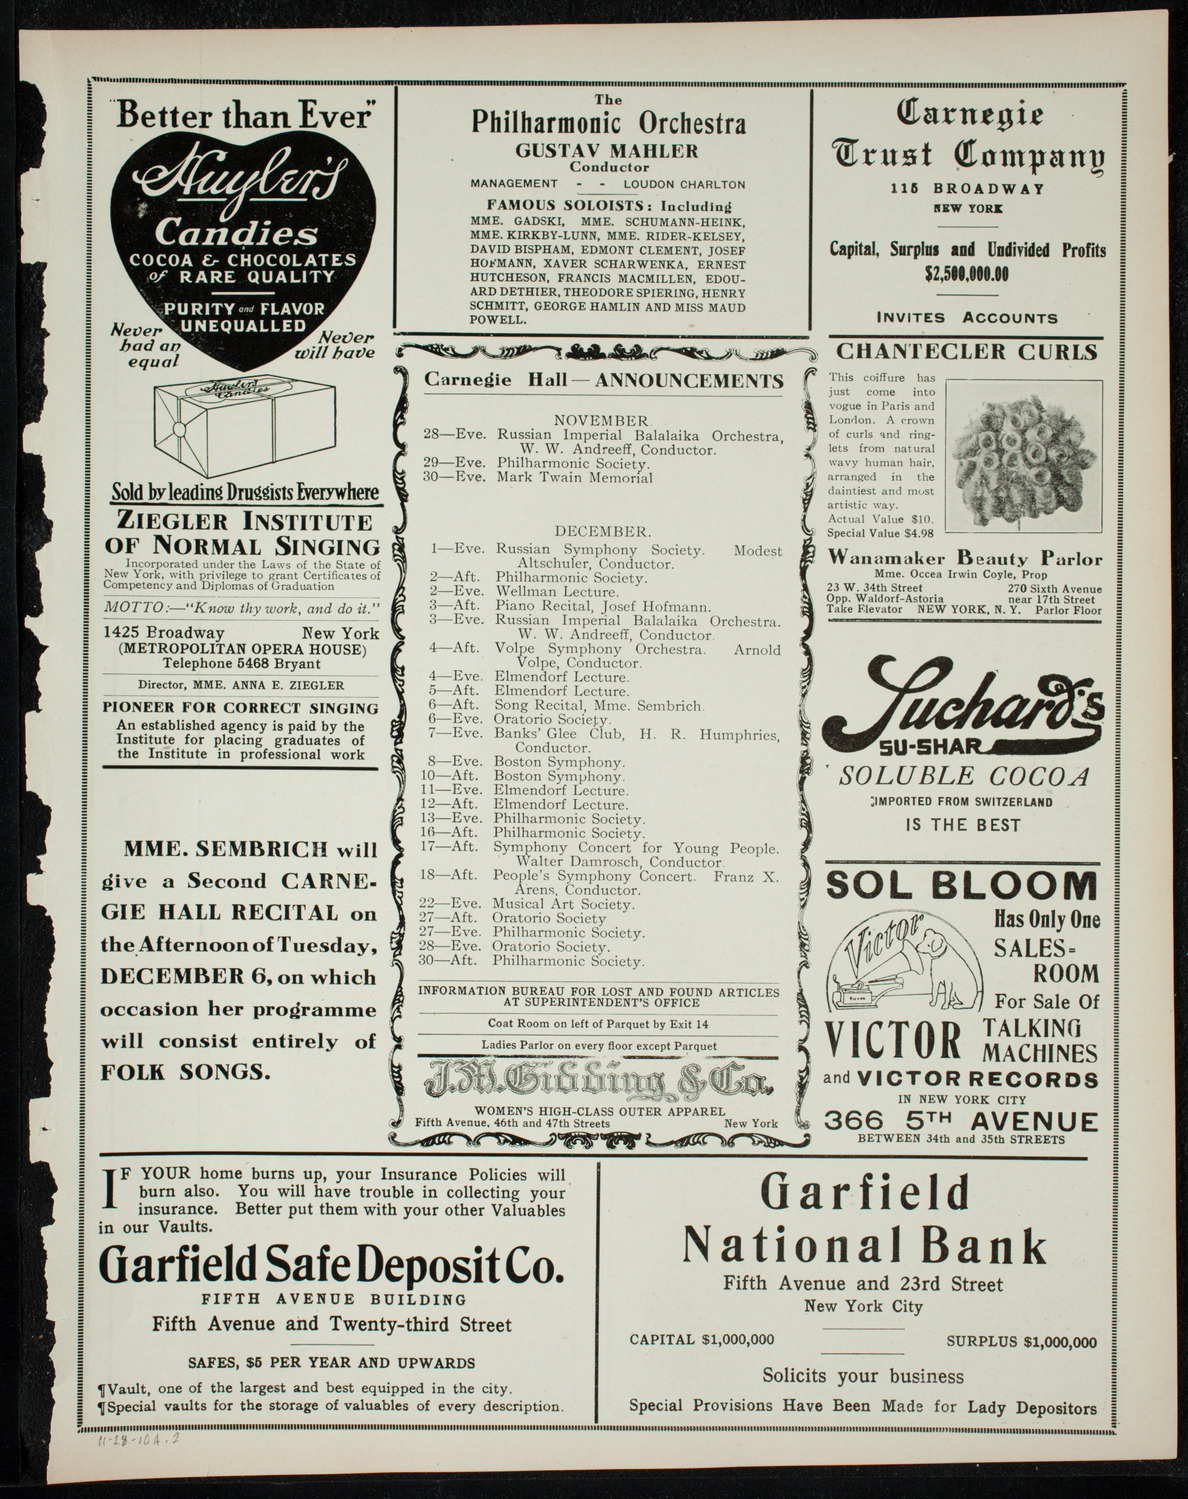 "Better than Ever"
Huyler's
Candies
COCOA & CHOCOLATES
of RARE QUALITY
PURITY and FLAVOR
UNEQUALLED
Never
had an
equal
Never
will have
Huyler's
Candies
Sold by leading Druggists Everywhere
ZIEGLER INSTITUTE
OF NORMAL SINGING
Incorporated under the Laws of the State of
New York, with privilege to grant Certificates of
Competency and Diplomas of Graduation
MOTTO:—"Know thy work, and do it."
1425 Broadway New York
(METROPOLITAN OPERA HOUSE)
Telephone 5468 Bryant
Director, MME. ANNA E. ZIEGLER
PIONEER FOR CORRECT SINGING
An established agency is paid by the
Institute for placing graduates of
the Institute in professional work
MME. SEMBRICH will
give a Second CARNE-
GIE HALL RECITAL on
the Afternoon of Tuesday,
DECEMBER 6, on which
occasion her programme
will consist entirely of
FOLK SONGS.
The
Philharmonic Orchestra
GUSTAV MAHLER
Conductor
MANAGEMENT - - LOUDON CHARLTON
FAMOUS SOLOISTS: Including
MME. GADSKI, MME. SCHUMANN-HEINK,
MME. KIRKBY-LUNN, MME. RIDER-KELSEY,
DAVID BISPHAM, EDMONT CLEMENT, JOSEF
HOFMANN, XAVER SCHARWENKA, ERNEST
HUTCHESON, FRANCIS MACMILLEN, EDOU-
ARD DETHIER, THEODORE SPIERING, HENRY
SCHMITT, GEORGE HAMLIN AND MISS MAUD
POWELL.
Carnegie Hall—ANNOUNCEMENTS
NOVEMBER
28—Eve. Russian Imperial Balalaika Orchestra,
W. W. Andreeff, Conductor.
29—Eve. Philharmonic Society.
30—Eve. Mark Twain Memorial
DECEMBER.
1—Eve. Russian Symphony Society. Modest
Altschuler, Conductor.
2—Aft. Philharmonic Society.
2—Eve. Wellman Lecture.
3—Aft. Piano Recital, Josef Hofmann.
3—Eve. Russian Imperial Balalaika Orchestra.
W. W. Andreeff, Conductor.
4—Aft. Volpe Symphony Orchestra. Arnold
Volpe, Conductor.
4—Eve. Elmendorf Lecture.
5—Aft. Elmendorf Lecture.
6—Aft. Song Recital, Mme. Sembrich.
6—Eve. Oratorio Society.
7—Eve. Banks' Glee Club, H. R. Humphries,
Conductor.
8—Eve. Boston Symphony.
10—Aft. Boston Symphony.
11—Eve. Elmendorf Lecture.
12—Aft. Elmendorf Lecture.
13—Eve. Philharmonic Society.
16—Aft. Philharmonic Society.
17—Aft. Symphony Concert for Young People.
Walter Damrosch, Conductor.
18—Aft. People's Symphony Concert. Franz X.
Arens, Conductor.
22—Eve. Musical Art Society.
27—Aft. Oratorio Society
27—Eve. Philharmonic Society.
28—Eve. Oratorio Society.
30—Aft. Philharmonic Society.
INFORMATION BUREAU FOR LOST AND FOUND ARTICLES
AT SUPERINTENDENT'S OFFICE
Coat Room on left of Parquet by Exit 14
Ladies Parlor on every floor except Parquet
J.M. Gidding & Co.
WOMEN'S HIGH-CLASS OUTER APPAREL
Fifth Avenue, 46th and 47th Streets New York
Carnegie
Trust Company
115 BROADWAY
NEW YORK
Capital, Surplus and Undivided Profits
$2,500,000.00
INVITES ACCOUNTS
CHANTECLER CURLS
This coiffure has
just come into
vogue in Paris and
London. A crown
of curls and ring-
lets from natural
wavy human hair,
arranged in the
daintiest and most
artistic way.
Actual Value $10.
Special Value $4.98
Wanamaker Beauty Parlor
Mme. Occea Irwin Coyle, Prop
23 W. 34th Street 270 Sixth Avenue
Opp. Waldorf-Astoria near 17th Street
Take Elevator NEW YORK, N. Y. Parlor Floor
Suchard's
SU-SHAR
SOLUBLE COCOA
IMPORTED FROM SWITZERLAND
IS THE BEST
SOL BLOOM
Victor
Victor
Has Only One
SALES-
ROOM
For Sale Of
VICTOR TALKING
MACHINES
and VICTOR RECORDS
IN NEW YORK CITY
366 5TH AVENUE
BETWEEN 34th and 35th STREETS
IF YOUR home burns up, your Insurance Policies will
burn also. You will have trouble in collecting your
insurance. Better put them with your other Valuables
in our Vaults.
Garfield Safe Deposit Co.
FIFTH AVENUE BUILDING
Fifth Avenue and Twenty-third Street
SAFES, $5 PER YEAR AND UPWARDS
¶Vault, one of the largest and best equipped in the city.
¶Special vaults for the storage of valuables of every description.
Garfield
National Bank
Fifth Avenue and 23rd Street
New York City
CAPITAL $1,000,000 SURPLUS $1,000,000
Solicits your business
Special Provisions Have Been Made for Lady Depositors
11-28-10A.2